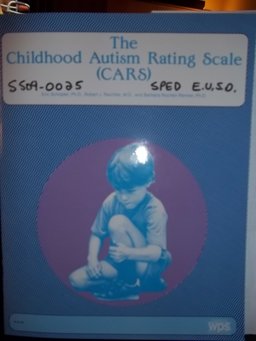 The
Childhood Autism Rating Scale
(CARS)
SS09-0025 SPED E.U.S.D.
wps